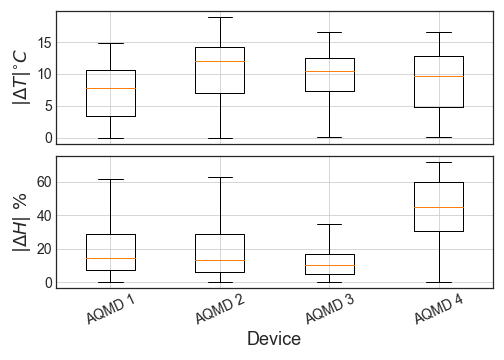 |ΔT|°C
15
10
5
0
|ΔH| %
60
40
20
0
AQMD 1
AQMD 2
AQMD 3
AQMD 4
Device